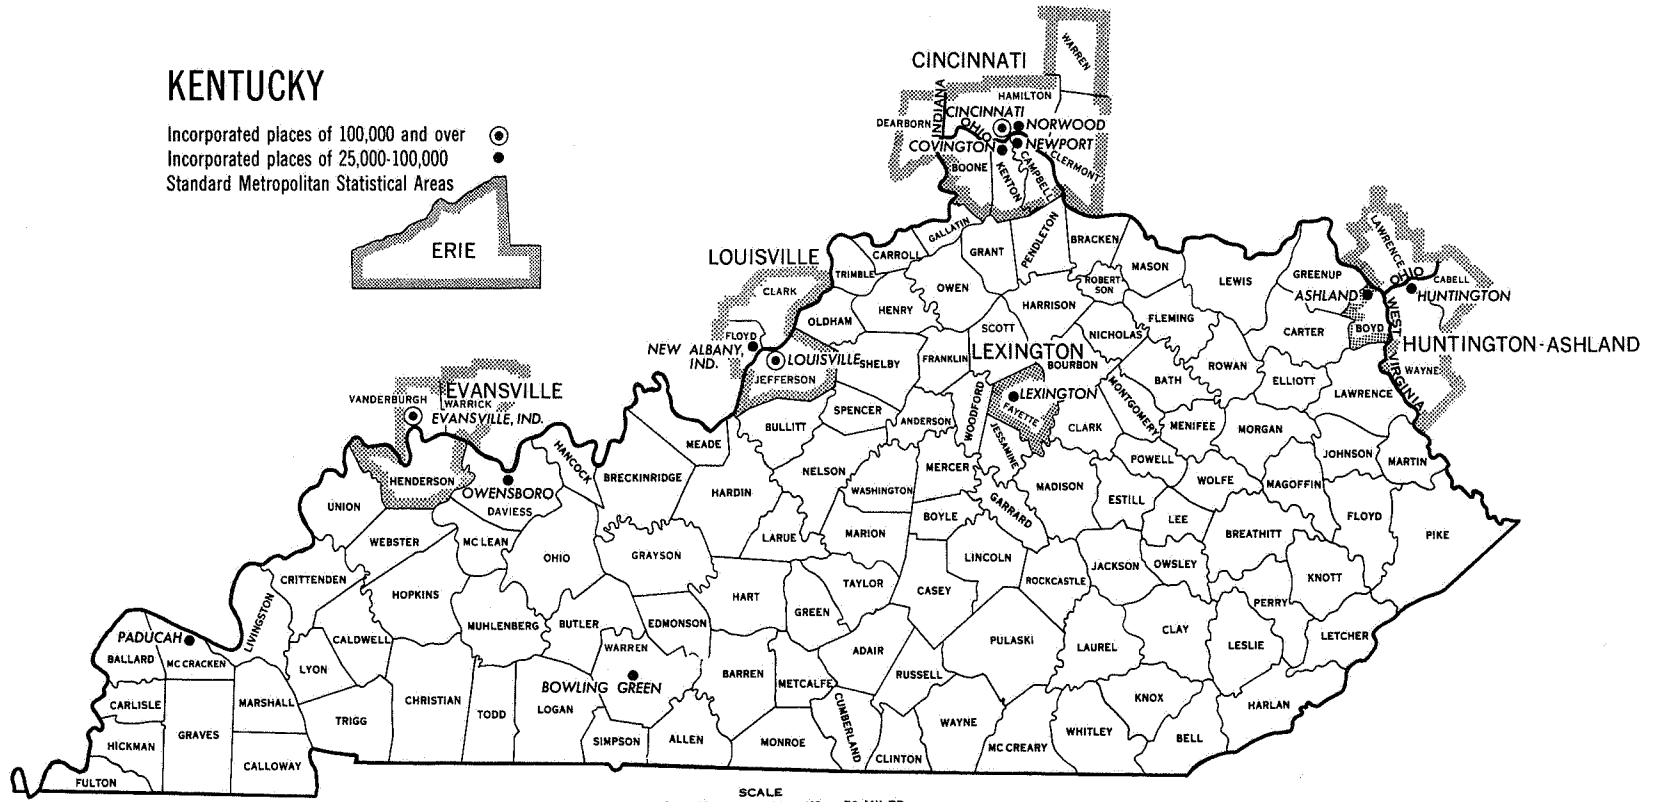 KENTUCKY
Incorporated places of 100,000 and over
Incorporated places of 25,000-100,000
Standard Metropolitan Statistical Areas
ERIE
CINCINNATI
WARREN
HAMILTON
INDIANA
OHIO
DEARBORN
CINCINNATI
NORWOOD
COVINGTON
NEWPORT
CLERMONT
BOONE
KENTON
CAMPBELL
LOUISVILLE
CLARK
FLOYD
NEW ALBANY,
IND.
LOUISVILLE
JEFFERSON
EVANSVILLE
VANDERBURGH
WARRICK
EVANSVILLE, IND.
HENDERSON
OWENSBORO
DAVIESS
LAWRENCE
OHIO
CABELL
GREENUP
ASHLAND
HUNTINGTON
BOYD
WEST VIRGINIA
HUNTINGTON-ASHLAND
WAYNE
GALLATIN
CARROLL
TRIMBLE
GRANT
PENDLETON
BRACKEN
ROBERT-
SON
MASON
LEWIS
OWEN
HENRY
OLDHAM
HARRISON
SCOTT
NICHOLAS
FLEMING
CARTER
SHELBY
FRANKLIN
LEXINGTON
BOURBON
BATH
ROWAN
ELLIOTT
LAWRENCE
LEXINGTON
FAYETTE
WOODFORD
JESSAMINE
MONTGOMERY
CLARK
MENIFEE
MORGAN
SPENCER
ANDERSON
BULLITT
MEADE
HANCOCK
BRECKINRIDGE
HARDIN
NELSON
WASHINGTON
MERCER
GARRARD
MADISON
POWELL
ESTILL
WOLFE
MAGOFFIN
JOHNSON
MARTIN
FLOYD
PIKE
UNION
WEBSTER
MC LEAN
OHIO
GRAYSON
LARUE
MARION
BOYLE
LINCOLN
ROCKCASTLE
JACKSON
LEE
OWSLEY
BREATHITT
KNOTT
PERRY
LETCHER
LESLIE
CLAY
LAUREL
PULASKI
CASEY
TAYLOR
GREEN
HART
EDMONSON
BUTLER
MUHLENBERG
HOPKINS
CRITTENDEN
LIVINGSTON
CALDWELL
LYON
PADUCAH
BALLARD
MC CRACKEN
CARLISLE
GRAVES
MARSHALL
HICKMAN
FULTON
CALLOWAY
TRIGG
CHRISTIAN
TODD
LOGAN
WARREN
BOWLING GREEN
SIMPSON
ALLEN
BARREN
METCALFE
MONROE
ADAIR
CUMBERLAND
RUSSELL
CLINTON
WAYNE
MC CREARY
WHITLEY
KNOX
BELL
HARLAN
SCALE